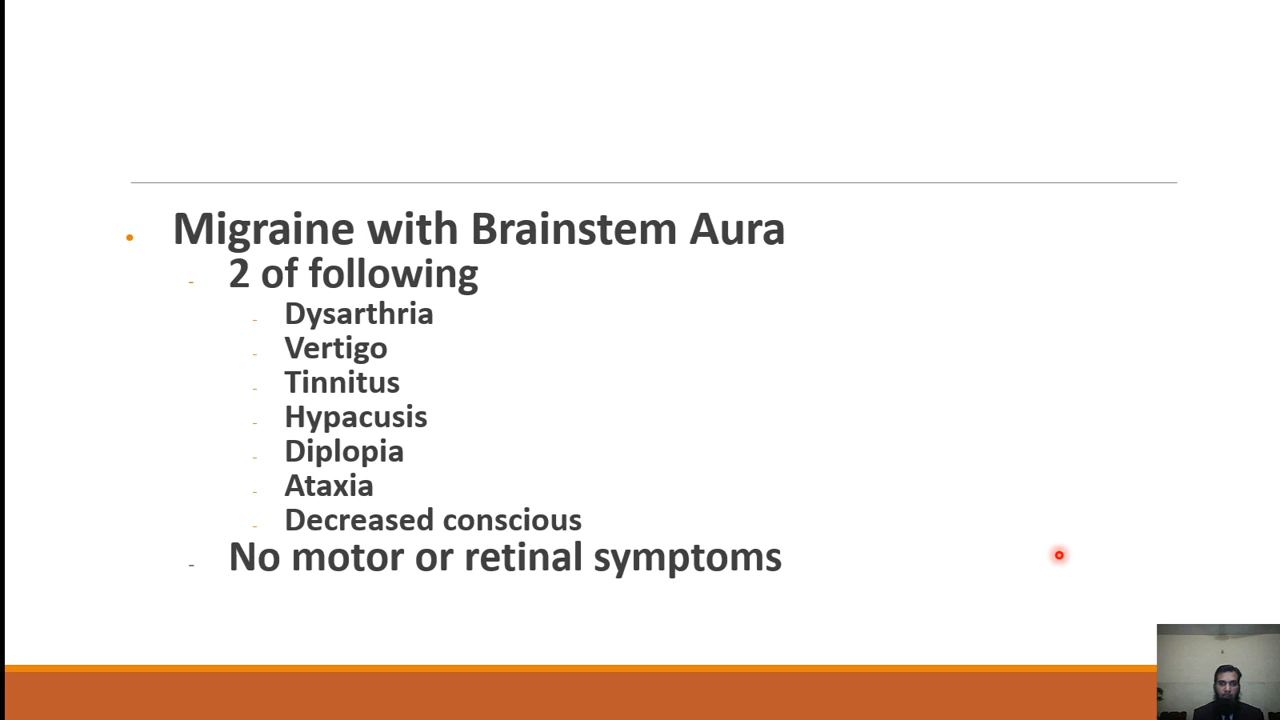 Migraine with Brainstem Aura
2 of following
Dysarthria
Vertigo
Tinnitus
Hypacusis
Diplopia
Ataxia
Decreased conscious
No motor or retinal symptoms